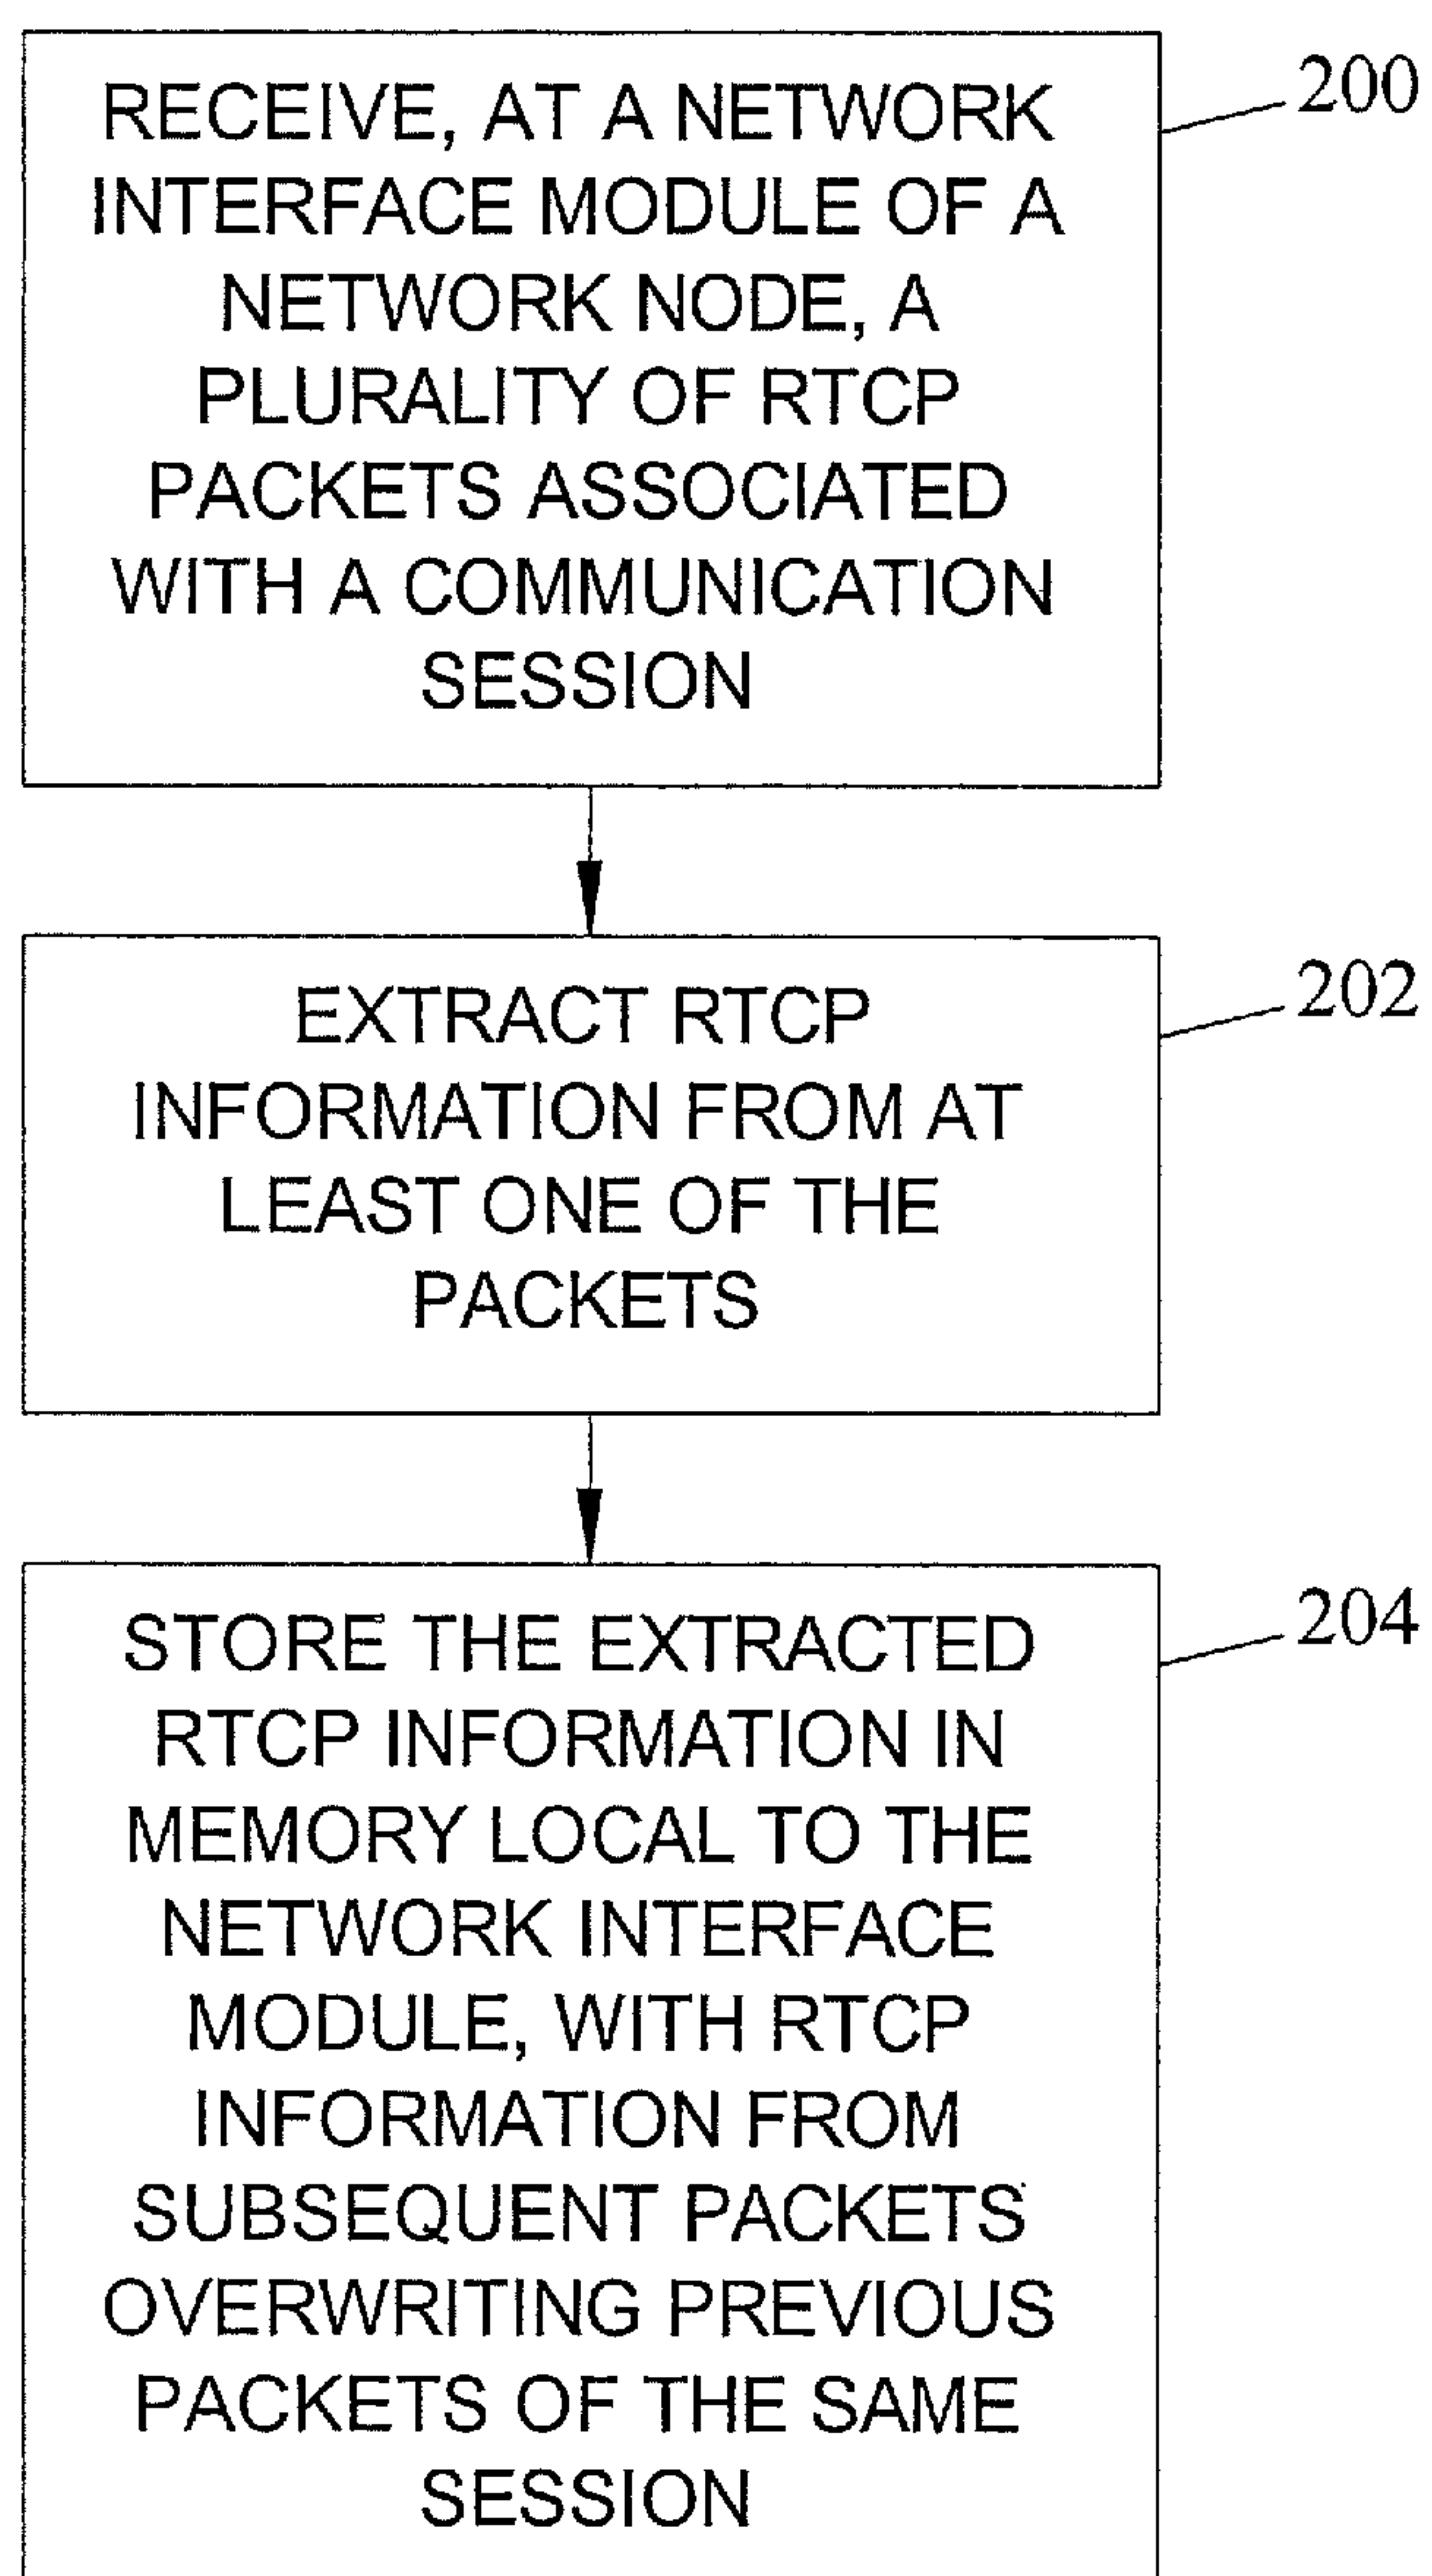 RECEIVE, AT A NETWORK
INTERFACE MODULE OF A
NETWORK NODE, A
PLURALITY OF RTCP
PACKETS ASSOCIATED
WITH A COMMUNICATION
SESSION
200
EXTRACT RTCP
INFORMATION FROM AT
LEAST ONE OF THE
PACKETS
202
STORE THE EXTRACTED
RTCP INFORMATION IN
MEMORY LOCAL TO THE
NETWORK INTERFACE
MODULE, WITH RTCP
INFORMATION FROM
SUBSEQUENT PACKETS
OVERWRITING PREVIOUS
PACKETS OF THE SAME
SESSION
204